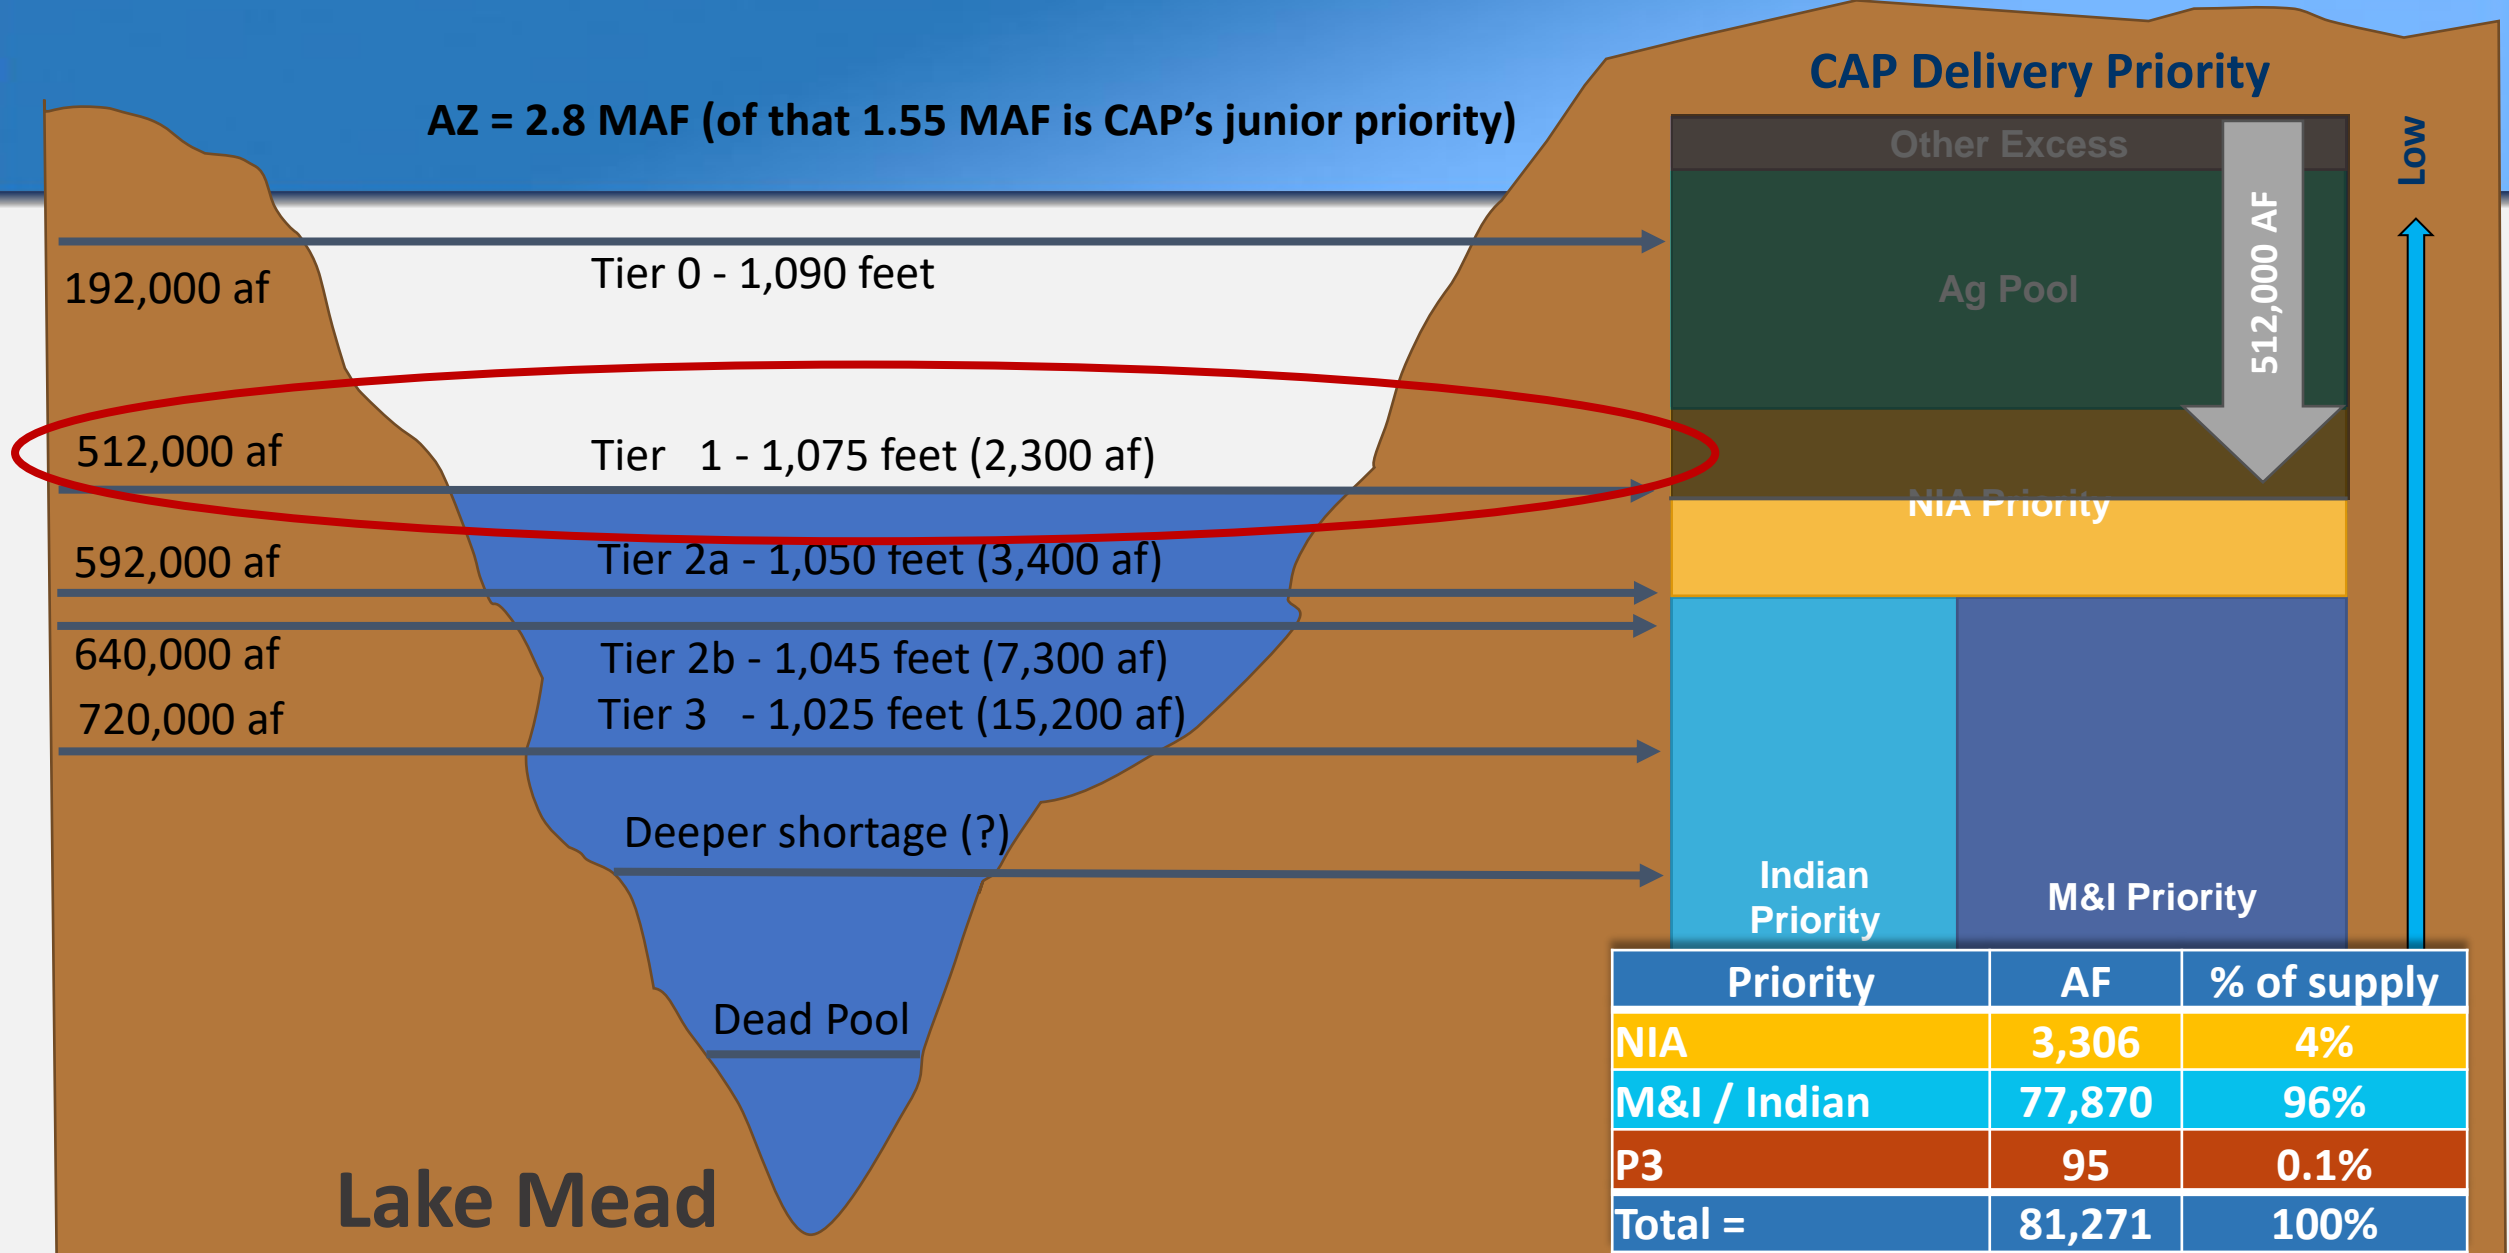 CAP Delivery Priority
AZ = 2.8 MAF (of that 1.55 MAF is CAP's junior priority)
Other Excess
Low
192,000 af
Tier 0 - 1,090 feet
Ag Pool
512,000 AF
512,000 af
Tier 1 - 1,075 feet (2,300 af)
NIA Priority
592,000 af
Tier 2a - 1,050 feet (3,400 af)
640,000 af
Tier 2b - 1,045 feet (7,300 af)
720,000 af
Tier 3 - 1,025 feet (15,200 af)
Deeper shortage (?)
Indian
Priority
M&I Priority
Dead Pool
Lake Mead
Priority AF % of supply
NIA 3,306 4%
M&I / Indian 77,870 96%
P3 95 0.1%
Total = 81,271 100%